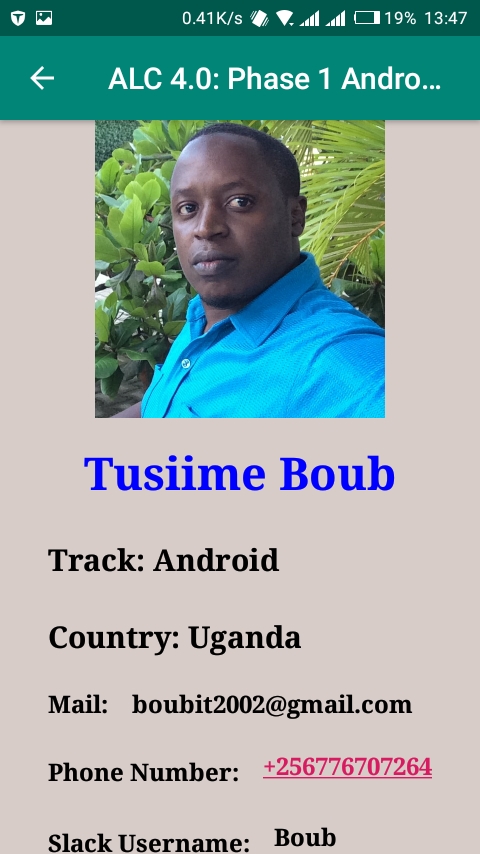 0.41K/s 19% 13:47
ALC 4.0: Phase 1 Andro...
Tusiime Boub
Track: Android
Country: Uganda
Mail: boubit2002@gmail.com
Phone Number: +256776707264
Slack Username: Boub